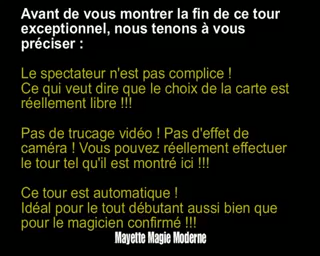 Avant de vous montrer la fin de ce tour
exceptionnel, nous tenons à vous
préciser :
Le spectateur n'est pas complice !
Ce qui veut dire que le choix de la carte est
réellement libre !!!
Pas de trucage vidéo ! Pas d'effet de
caméra ! Vous pouvez réellement effectuer
le tour tel qu'il est montré ici !!!
Ce tour est automatique !
Idéal pour le tout débutant aussi bien que
pour le magicien confirmé !!!
Mayette Magie Moderne